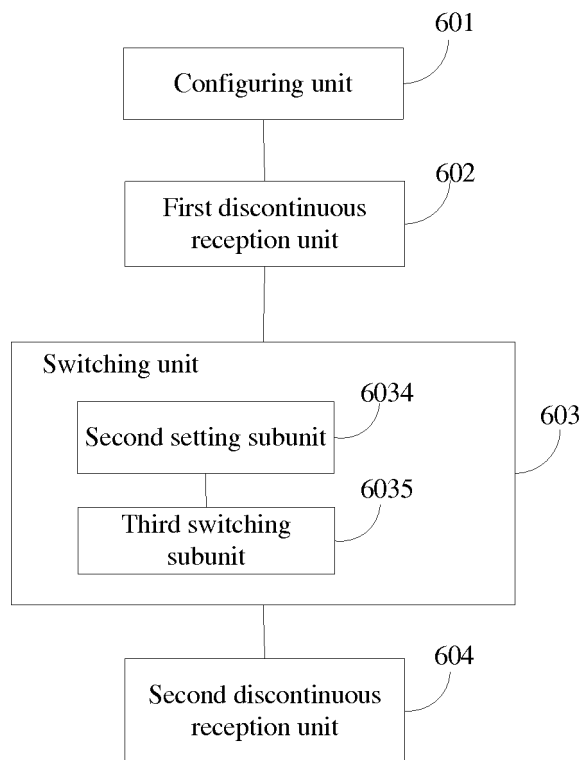 601
Configuring unit
602
First discontinuous
reception unit
Switching unit
6034
Second setting subunit
603
6035
Third switching
subunit
604
Second discontinuous
reception unit